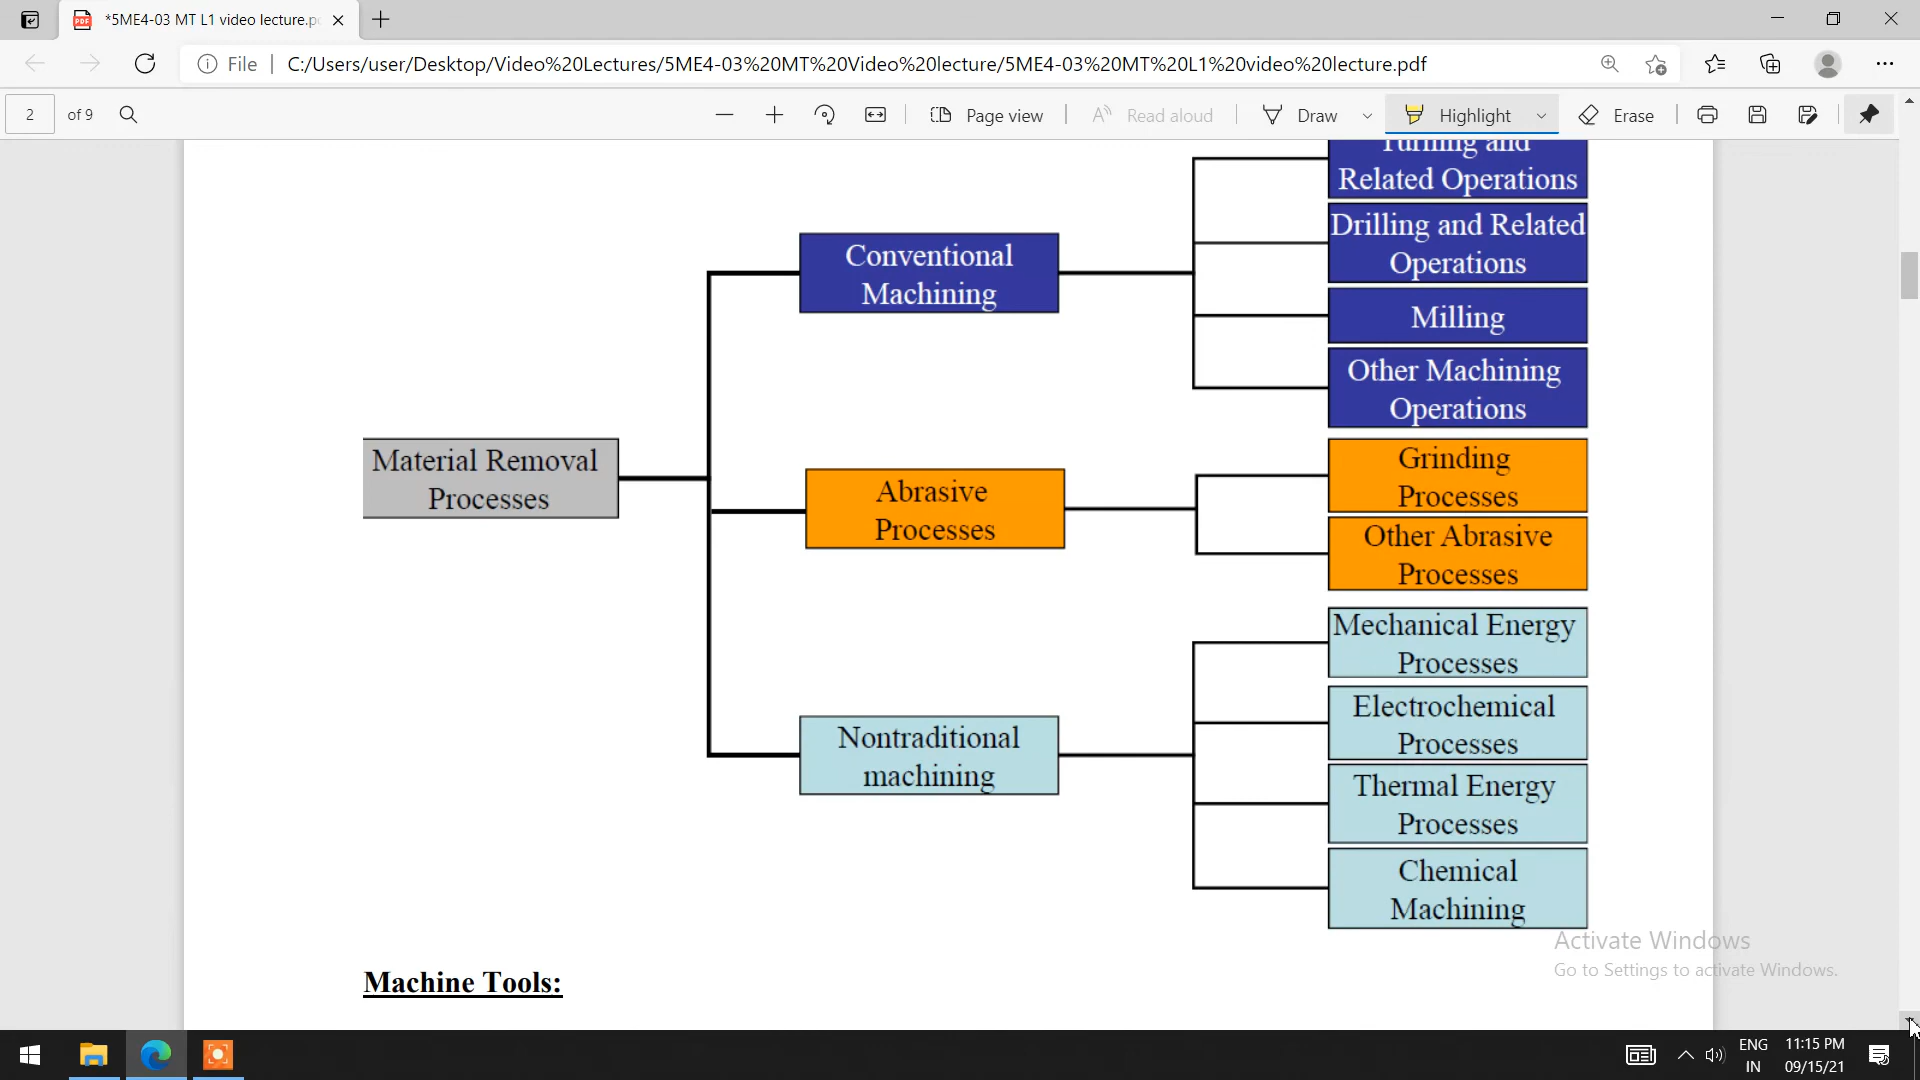 *5ME4-03 MT L1 video lecture.pd
File
C:/Users/user/Desktop/Video%20Lectures/5ME4-03%20MT%20Video%20lecture/5ME4-03%20MT%20L1%20video%20lecture.pdf
2 of 9
Page view
Read aloud
Draw
Highlight
Erase
Turning and
Related Operations
Drilling and Related
Operations
Conventional
Machining
Milling
Other Machining
Operations
Material Removal
Processes
Abrasive
Processes
Grinding
Processes
Other Abrasive
Processes
Mechanical Energy
Processes
Electrochemical
Processes
Nontraditional
machining
Thermal Energy
Processes
Chemical
Machining
Activate Windows
Go to Settings to activate Windows.
Machine Tools:
ENG
IN
11:15 PM
09/15/21